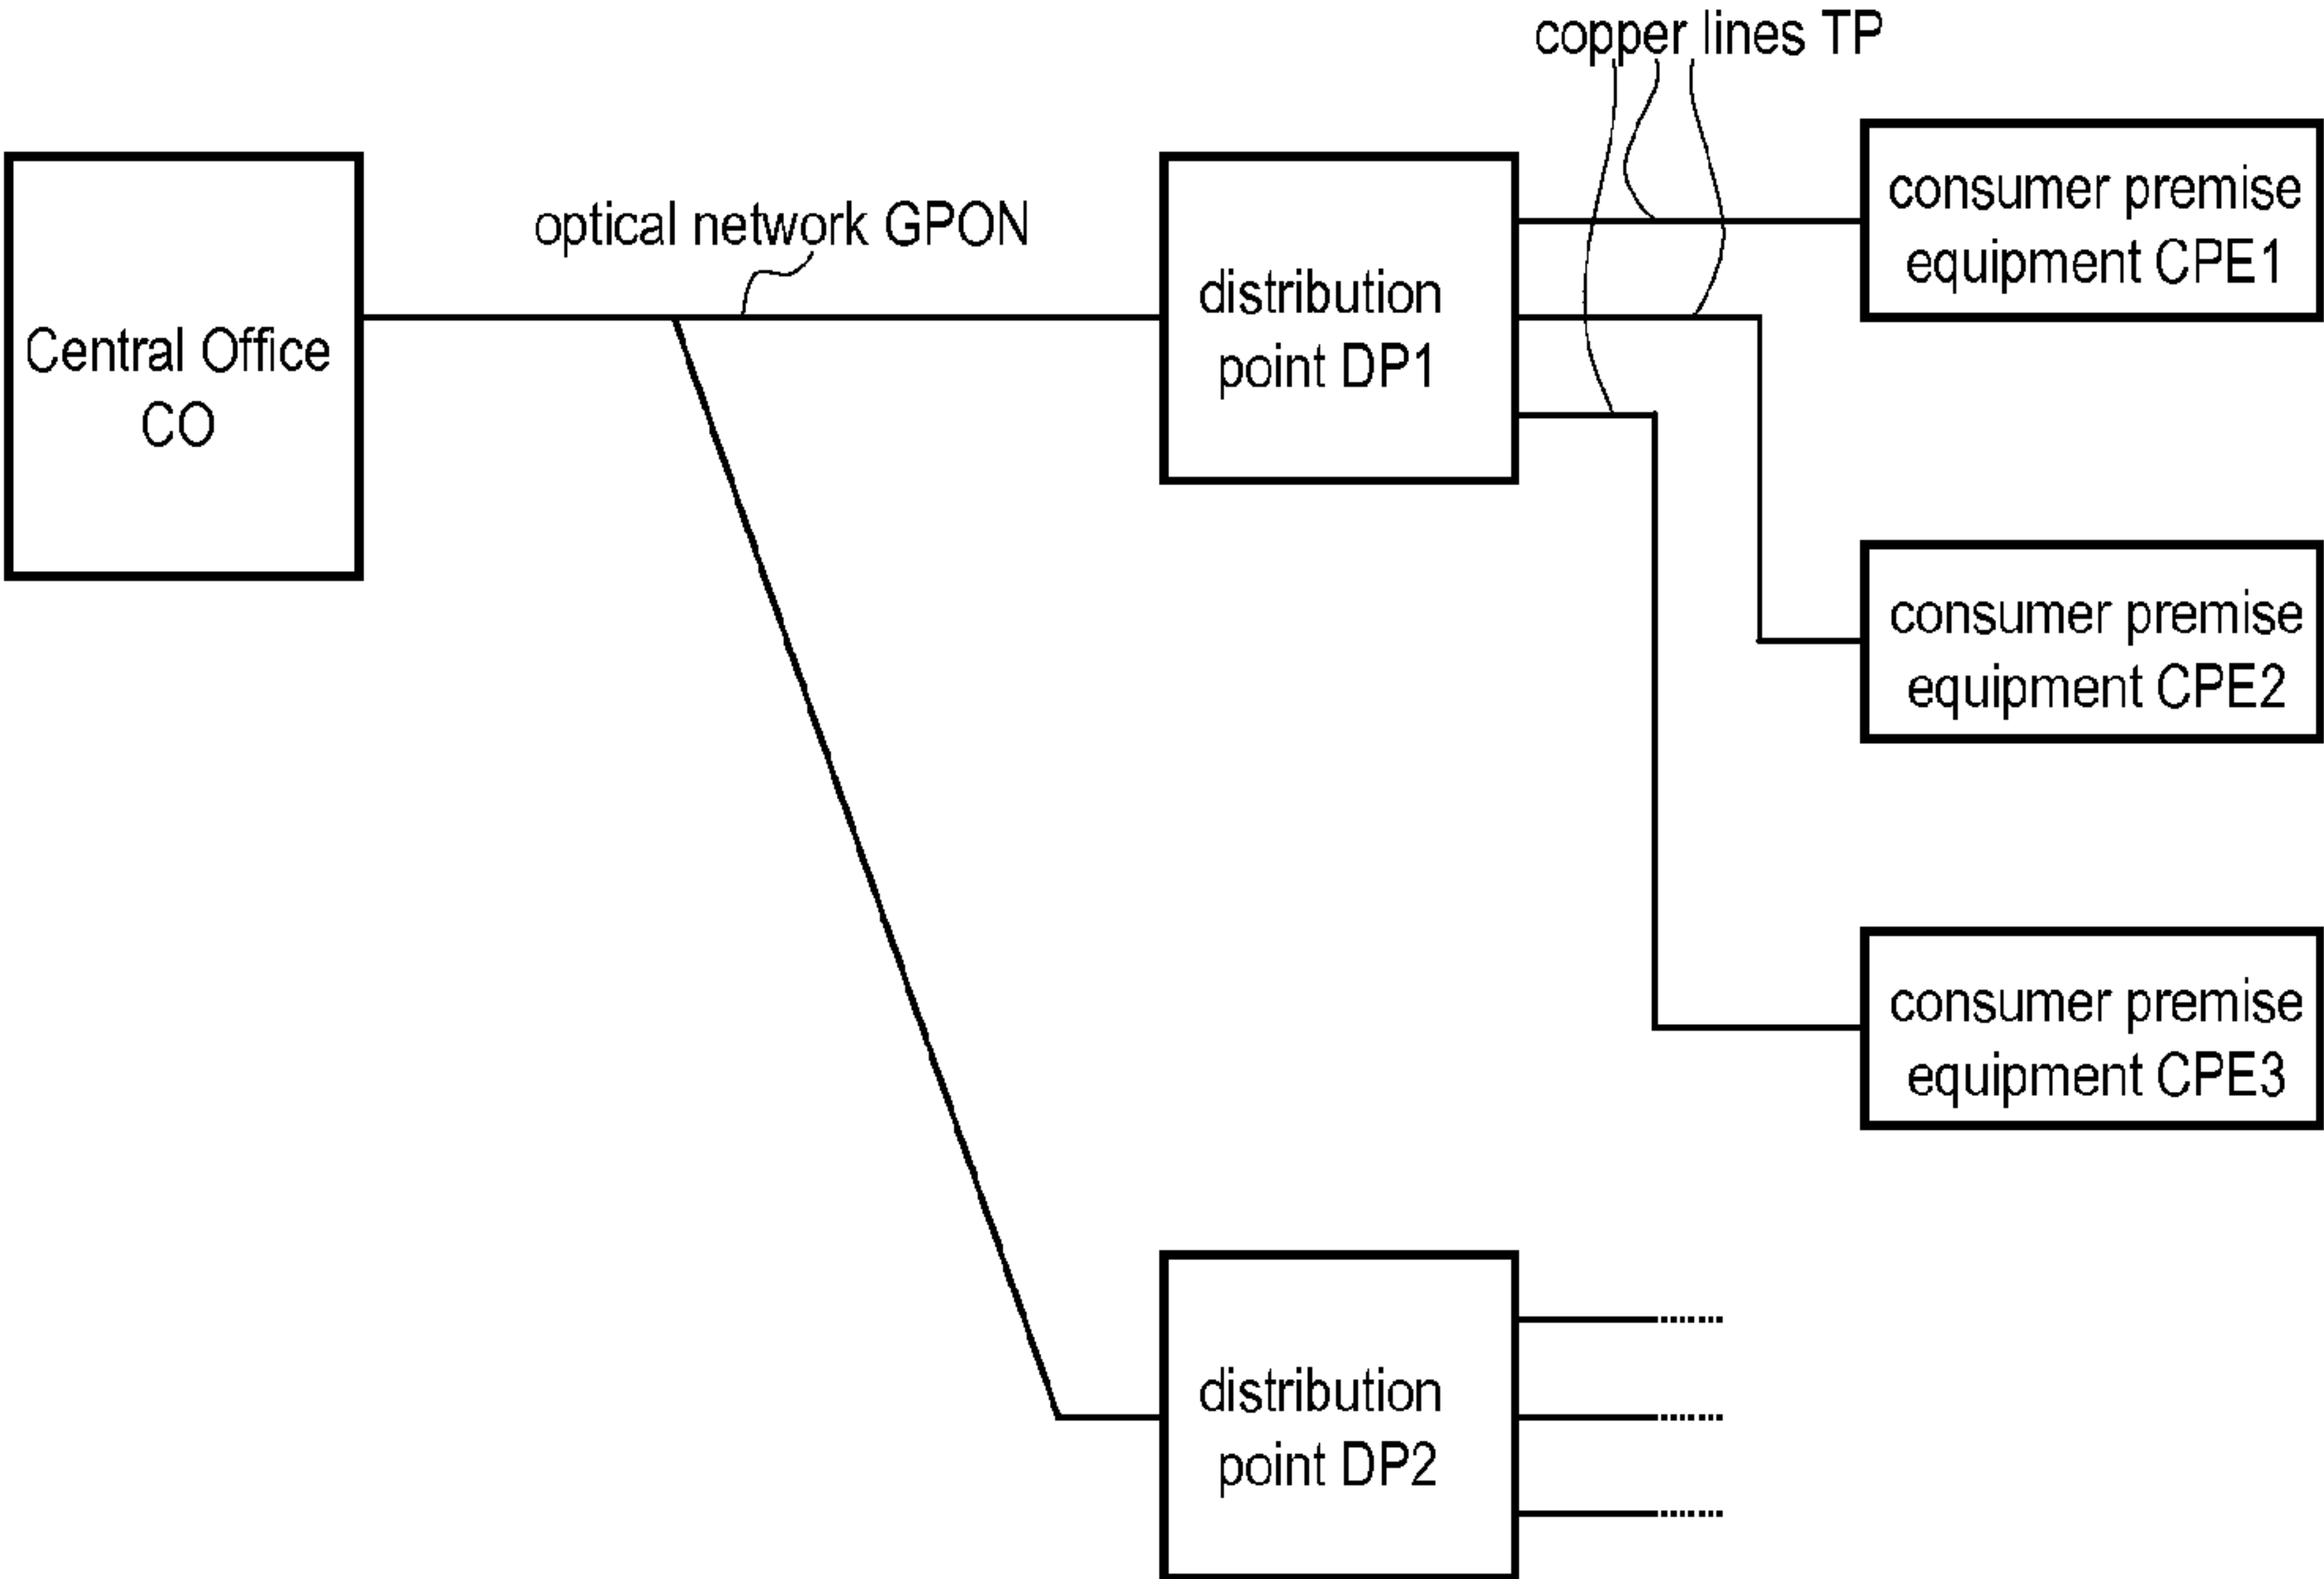 copper lines TP
Central Office
CO
optical network GPON
distribution
point DP1
consumer premise
equipment CPE1
consumer premise
equipment CPE2
consumer premise
equipment CPE3
distribution
point DP2